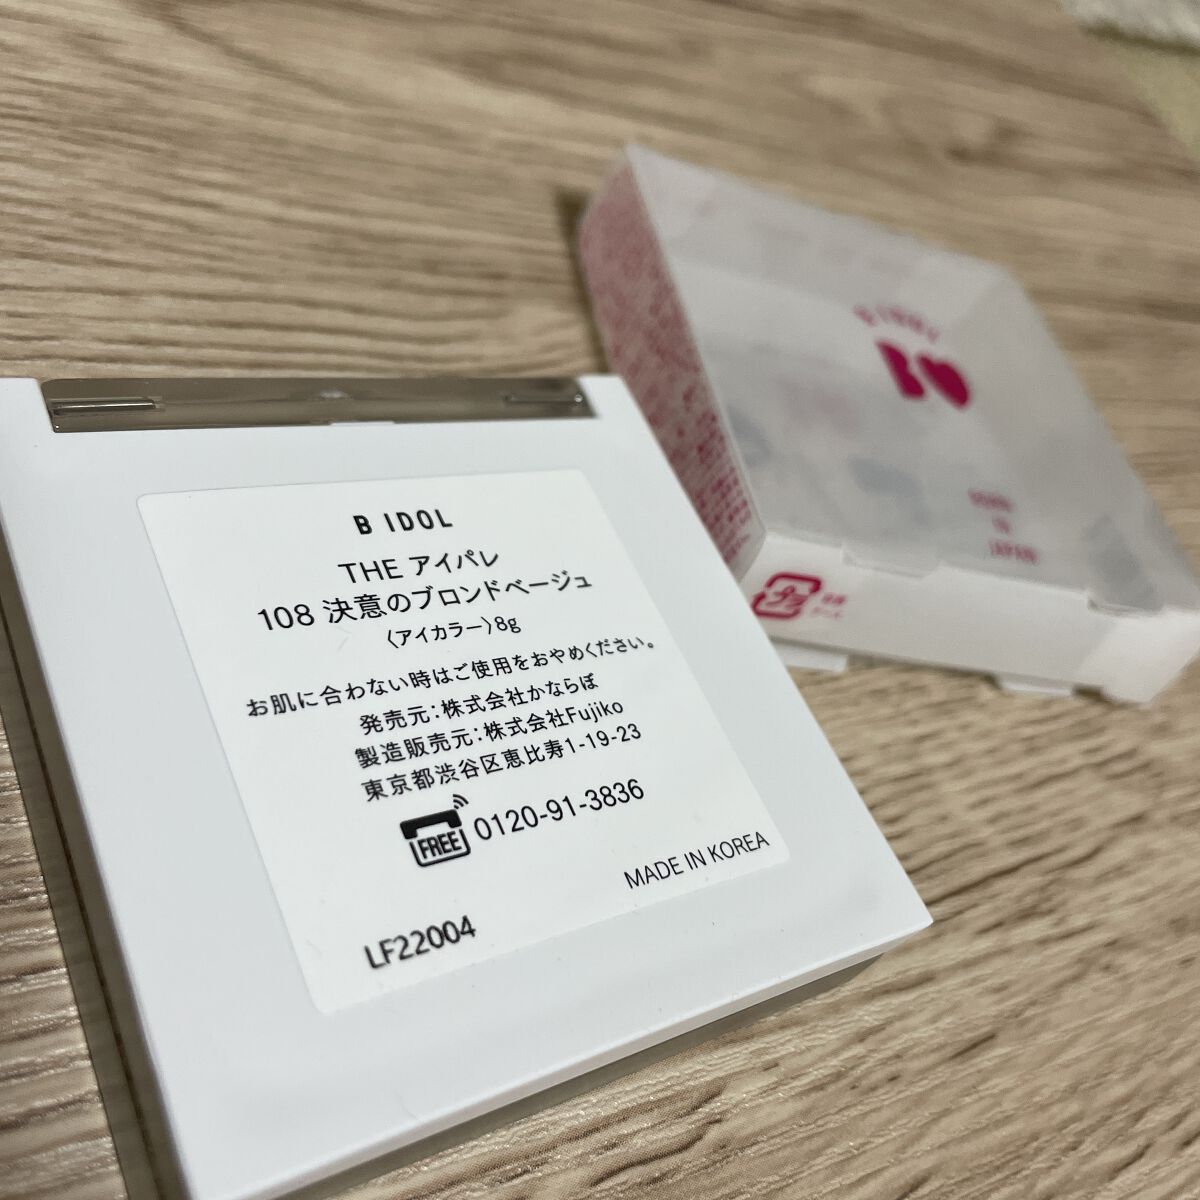 B IDOL
THE アイパレ
108 決意のブロンドベージュ
〈アイカラー〉8g
お肌に合わない時はご使用をおやめください。
発売元：株式会社かならぼ
製造販売元：株式会社Fujiko
東京都渋谷区恵比寿1-19-23
FREE 0120-91-3836
MADE IN KOREA
LF22004
B IDOL
B
プラ